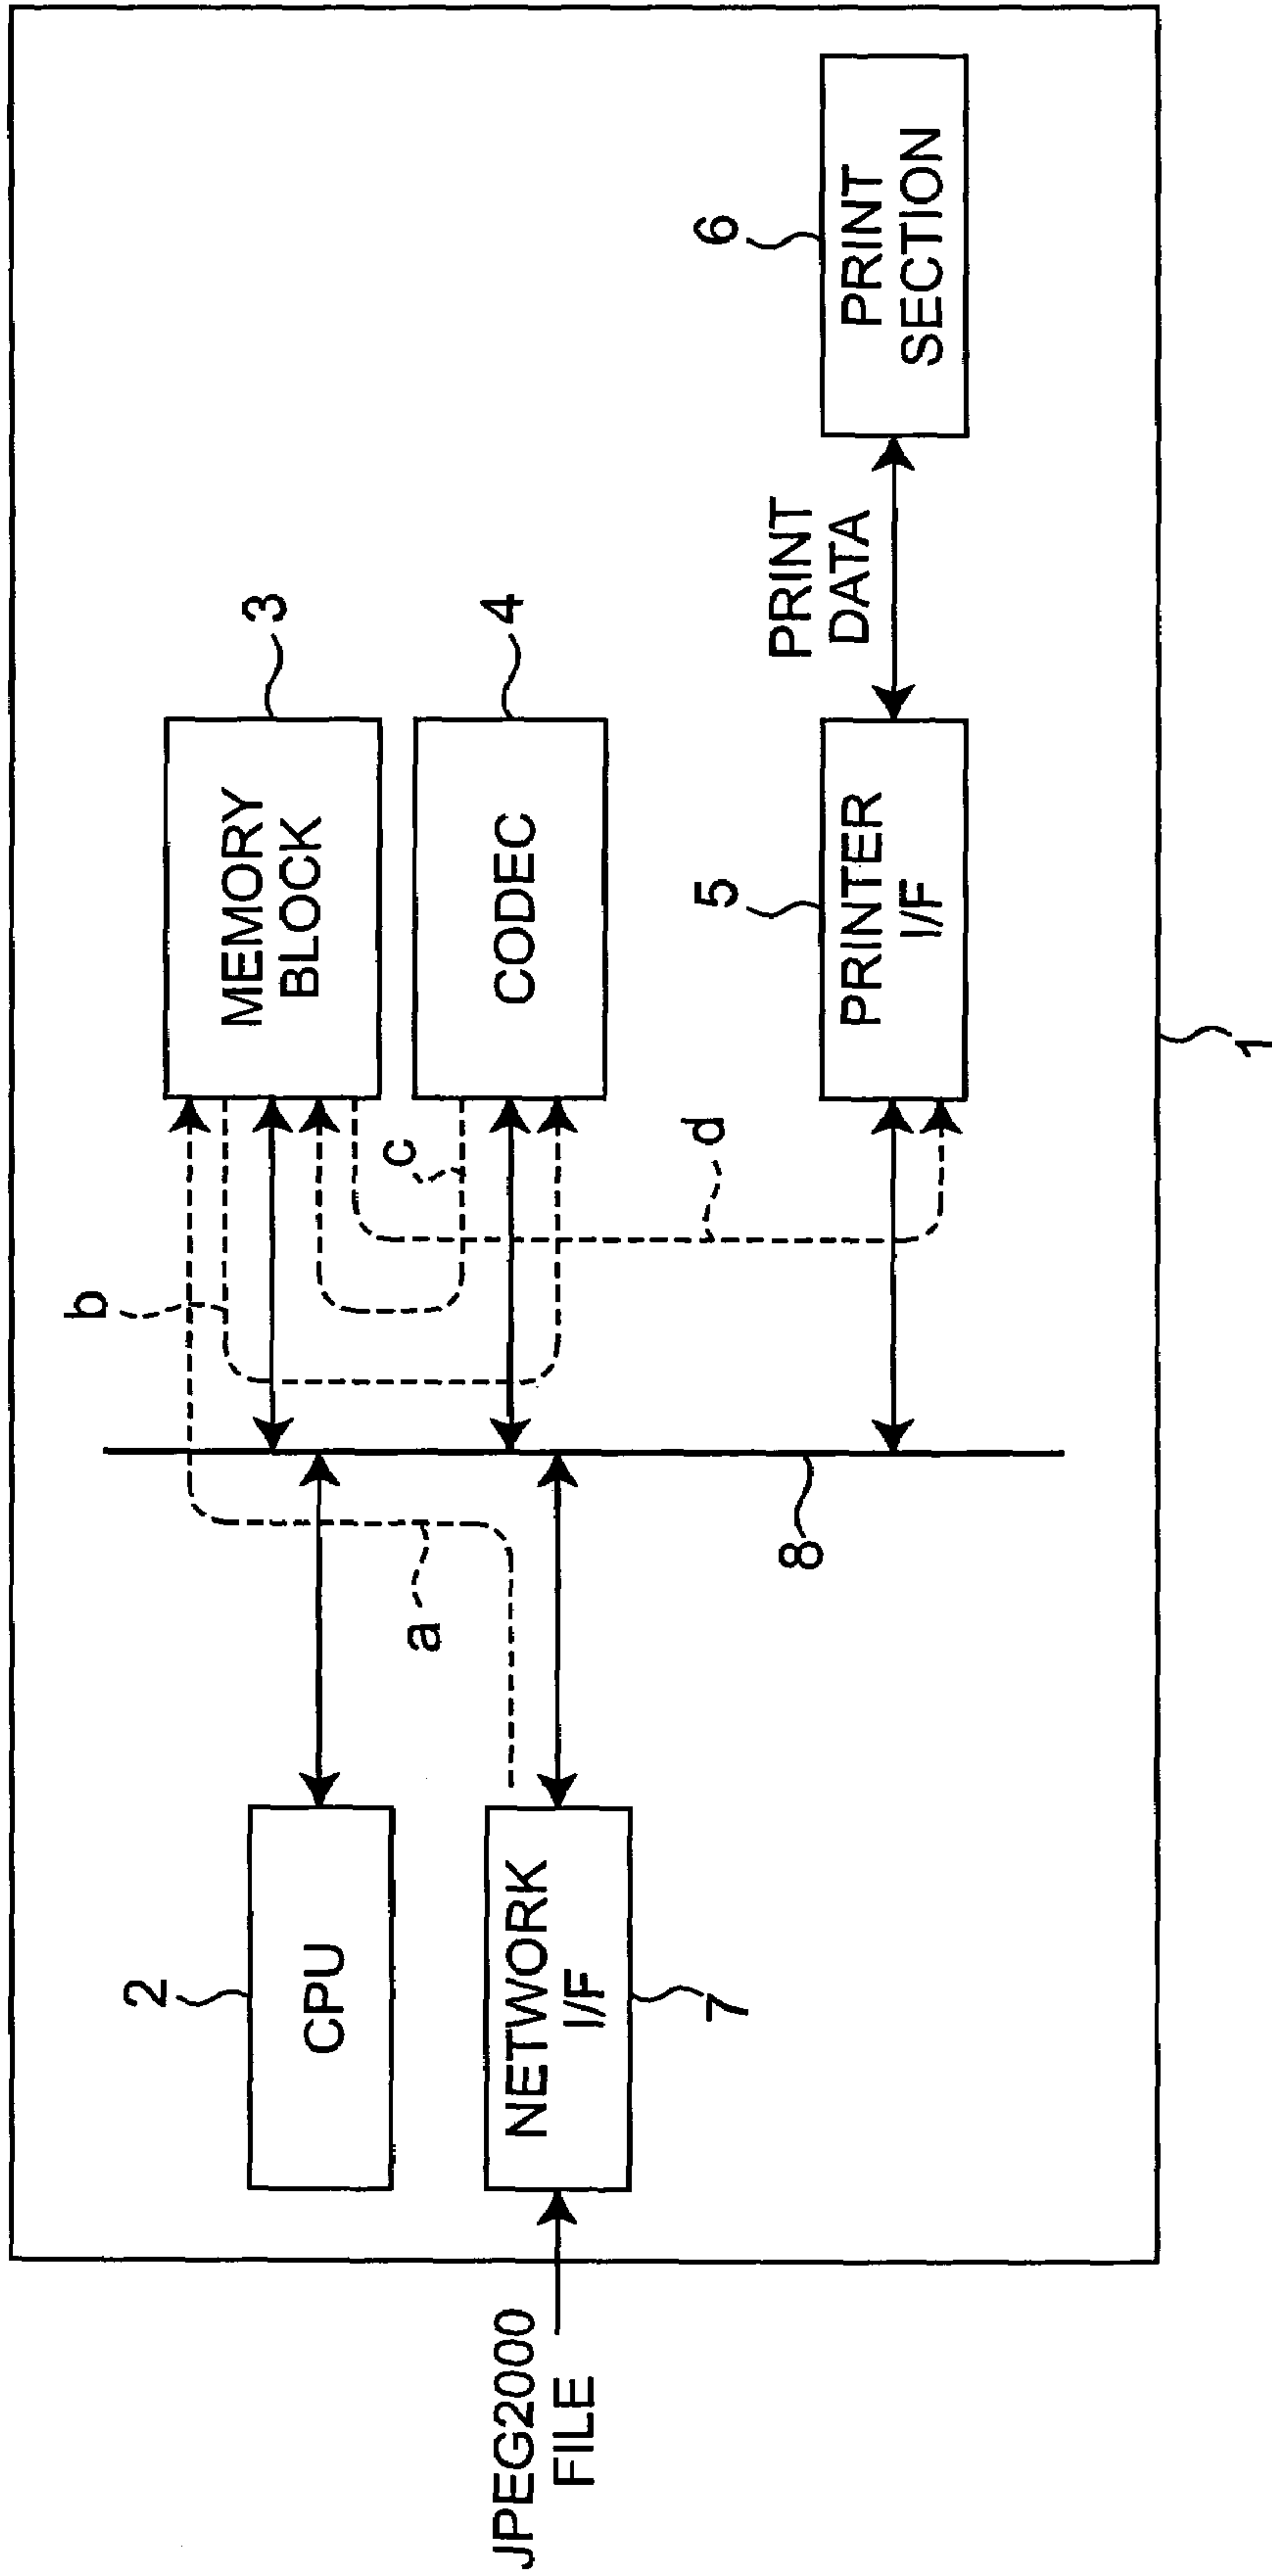 3
MEMORY
BLOCK
b
2
CPU
4
CODEC
c
a
JPEG2000
FILE
NETWORK
I/F
7
d
6
PRINT
SECTION
PRINT
DATA
5
PRINTER
I/F
8
1